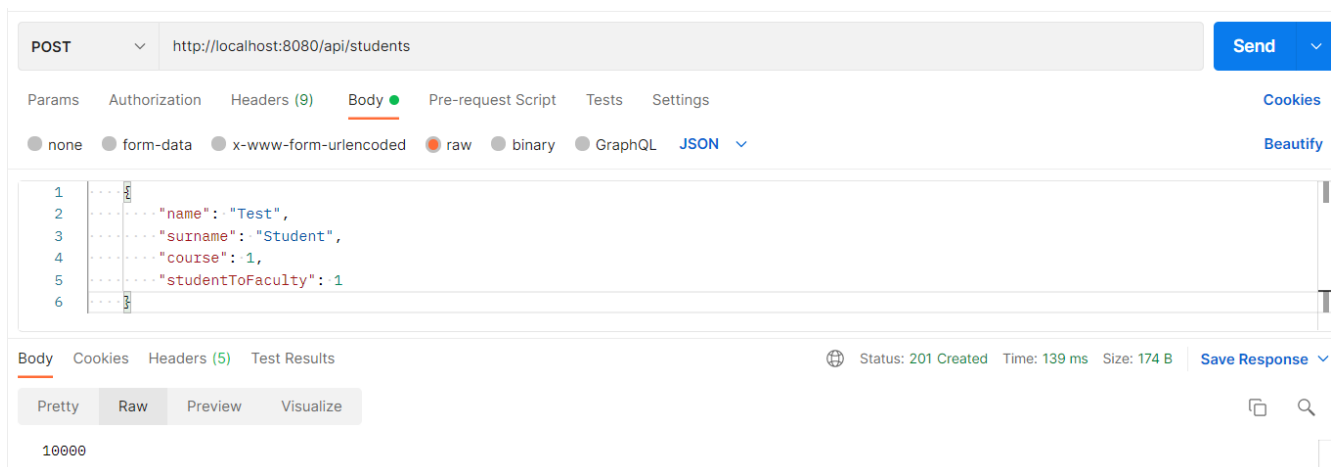 POST http://localhost:8080/api/students Send
Params Authorization Headers (9) Body Pre-request Script Tests Settings Cookies
none form-data x-www-form-urlencoded raw binary GraphQL JSON Beautify
1 {
2 "name": "Test",
3 "surname": "Student",
4 "course": 1,
5 "studentToFaculty": 1
6 }
Body Cookies Headers (5) Test Results Status: 201 Created Time: 139 ms Size: 174 B Save Response
Pretty Raw Preview Visualize
10000